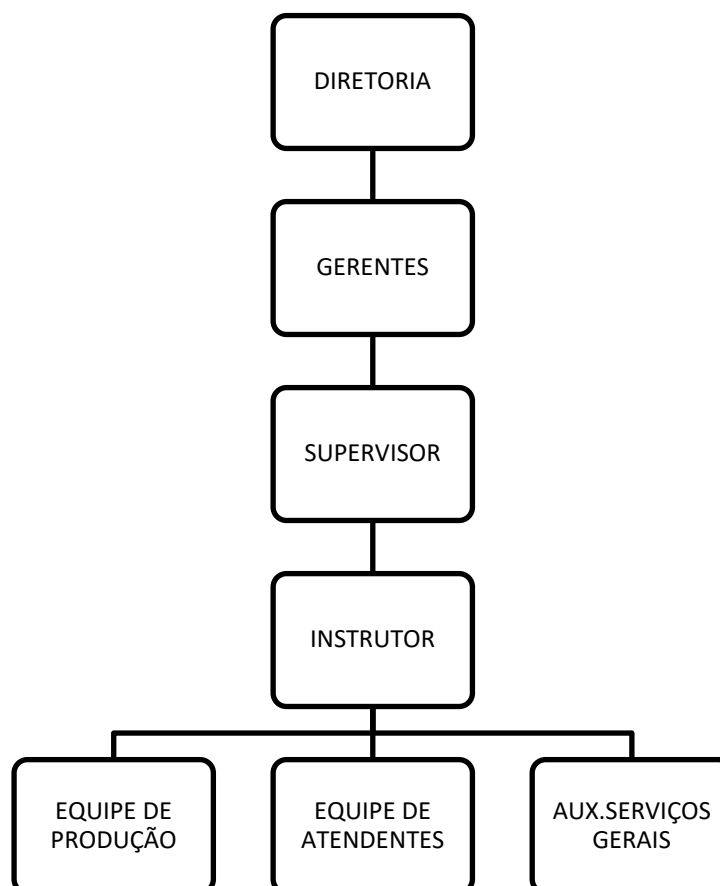 DIRETORIA
GERENTES
SUPERVISOR
INSTRUTOR
EQUIPE DE
PRODUÇÃO
EQUIPE DE
ATENDENTES
AUX.SERVIÇOS
GERAIS